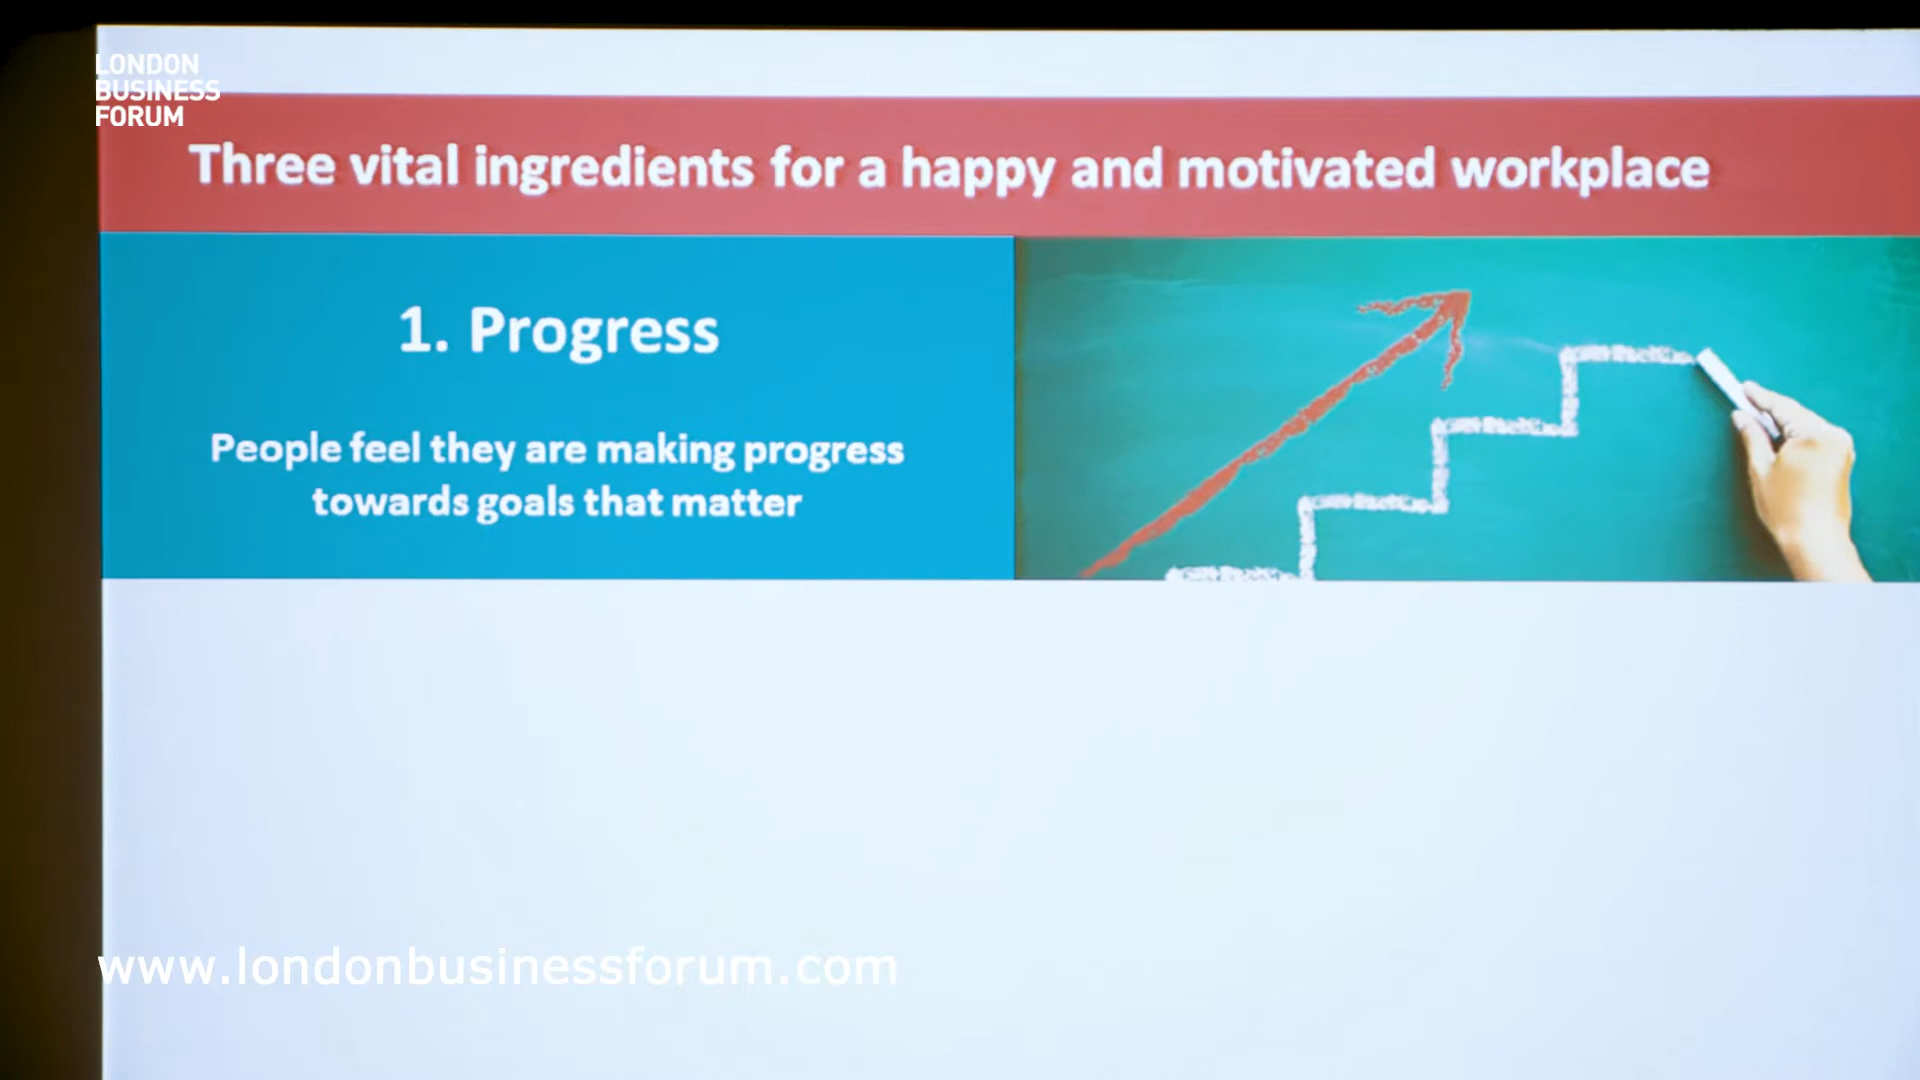 LONDON
BUSINESS
FORUM
Three vital ingredients for a happy and motivated workplace
1. Progress
People feel they are making progress
towards goals that matter
www.londonbusinessforum.com